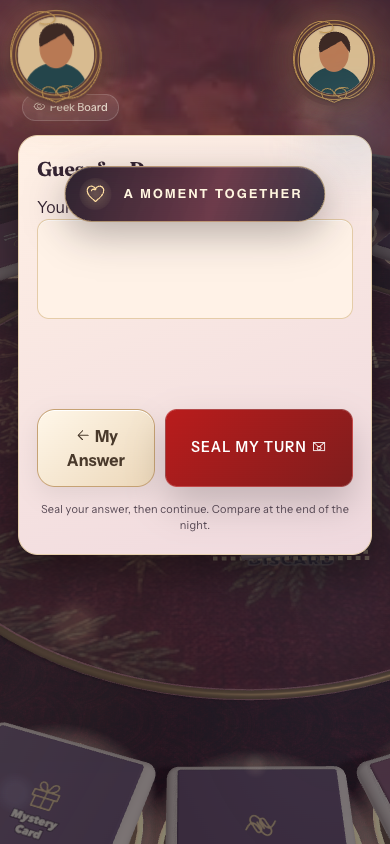 Peek Board
A MOMENT TOGETHER
Your
← My
Answer
SEAL MY TURN
Seal your answer, then continue. Compare at the end of the
night.
Mystery
Card